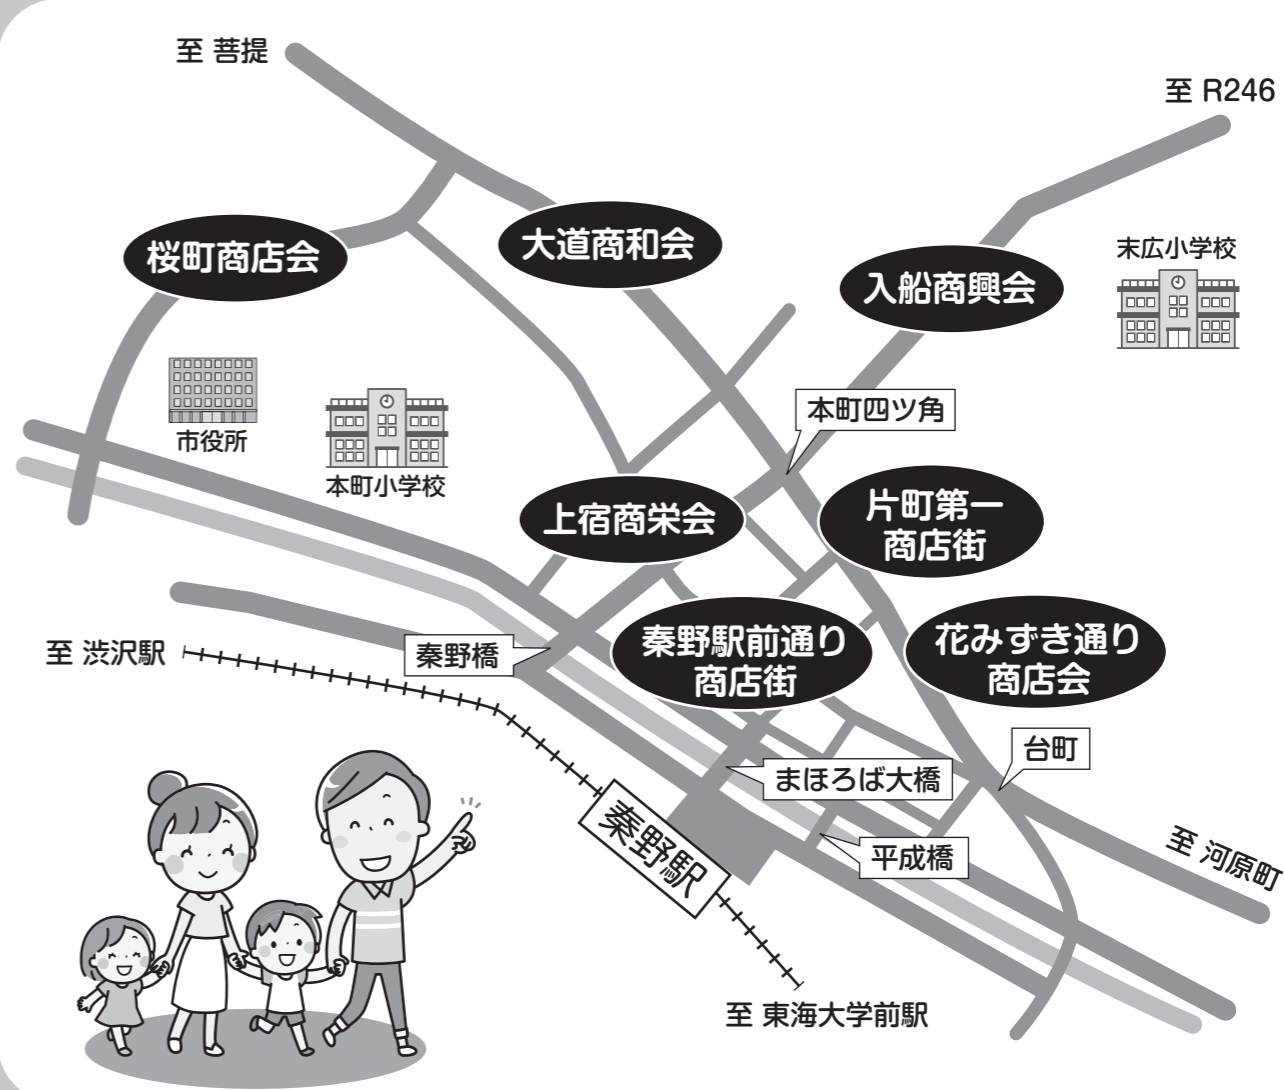 至 菩提
至 R246
桜町商店会
大道商和会
入船商興会
末広小学校
市役所
本町小学校
本町四ツ角
上宿商栄会
片町第一
商店街
至 渋沢駅
秦野橋
秦野駅前通り
商店街
花みずき通り
商店会
台町
まほろば大橋
秦野駅
平成橋
至 河原町
至 東海大学前駅